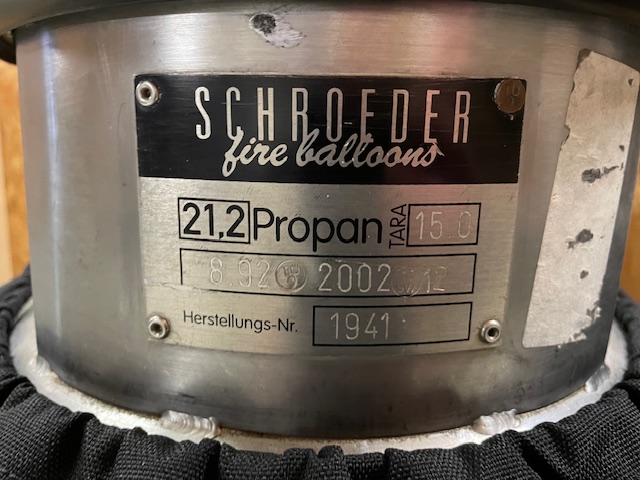 SCHROEDER
fire balloons
21,2 Propan TARA 15.0
8 92 2002 12
Herstellungs-Nr. 1941